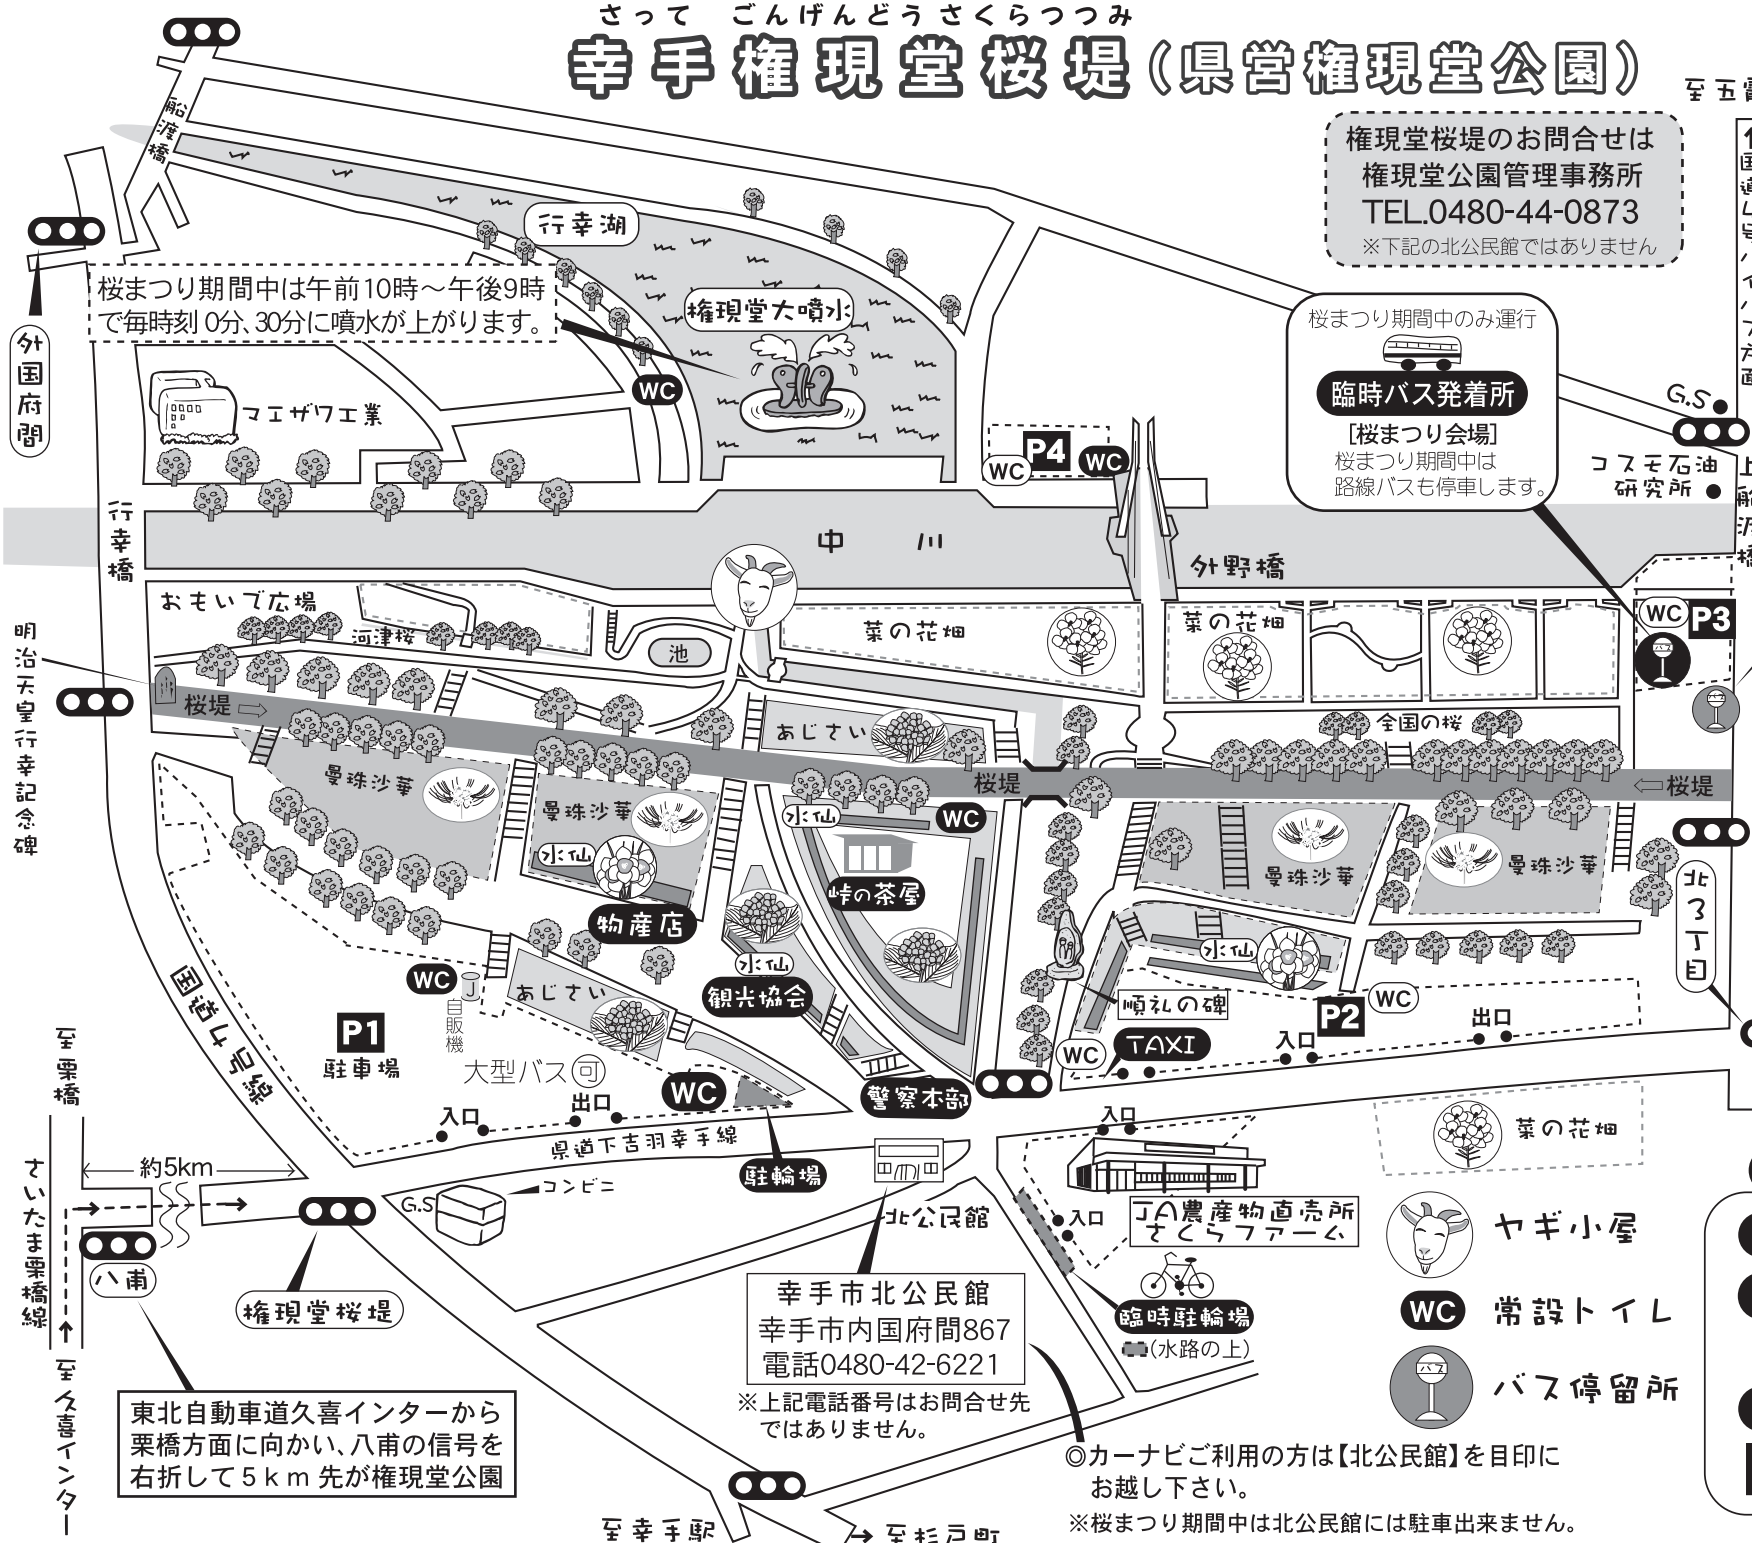 さって ごんげんどう さくらつつみ
幸手権現堂桜堤(県営権現堂公園)
至五
権現堂桜堤のお問合せは
権現堂公園管理事務所
TEL.0480-44-0873
※下記の北公民館ではありません
船渡橋
行幸湖
桜まつり期間中は午前10時～午後9時
で毎時刻 0分、30分に噴水が上がります。
権現堂大噴水
外国府間
マエザワ工業
WC
桜まつり期間中のみ運行
臨時バス発着所
[桜まつり会場]
桜まつり期間中は
路線バスも停車します。
G.S
コスモ石油
研究所
P4
WC
WC
行幸橋
中川
外野橋
上船渡橋
明治天皇行幸記念碑
おもいで広場
河津桜
池
菜の花畑
菜の花畑
WC
P3
バス
バス
桜堤⇨
あじさい
全国の桜
桜堤
⇦桜堤
曼珠沙華
曼珠沙華
水仙
水仙
WC
峠の茶屋
物産店
曼珠沙華
曼珠沙華
北3丁目
水仙
観光協会
水仙
順礼の碑
P2
WC
WC
自販機
あじさい
国道4号線
P1
駐車場
大型バス可
WC
WC
TAXI
入口
出口
警察本部
入口
出口
県道下吉羽幸手線
駐輪場
至栗橋
さいたま栗橋線
約5km
八甫
権現堂桜堤
G.S
コンビニ
北公民館
入口
入口
JA農産物直売所
さくらファーム
菜の花畑
ヤギ小屋
WC
常設トイレ
バス
バス停留所
臨時駐輪場
(水路の上)
幸手市北公民館
幸手市内国府間867
電話0480-42-6221
※上記電話番号はお問合せ先
ではありません。
至久喜インター
東北自動車道久喜インターから
栗橋方面に向かい、八甫の信号を
右折して5km先が権現堂公園
◎カーナビご利用の方は【北公民館】を目印に
お越し下さい。
※桜まつり期間中は北公民館には駐車出来ません。
至幸手駅
→至杉戸町